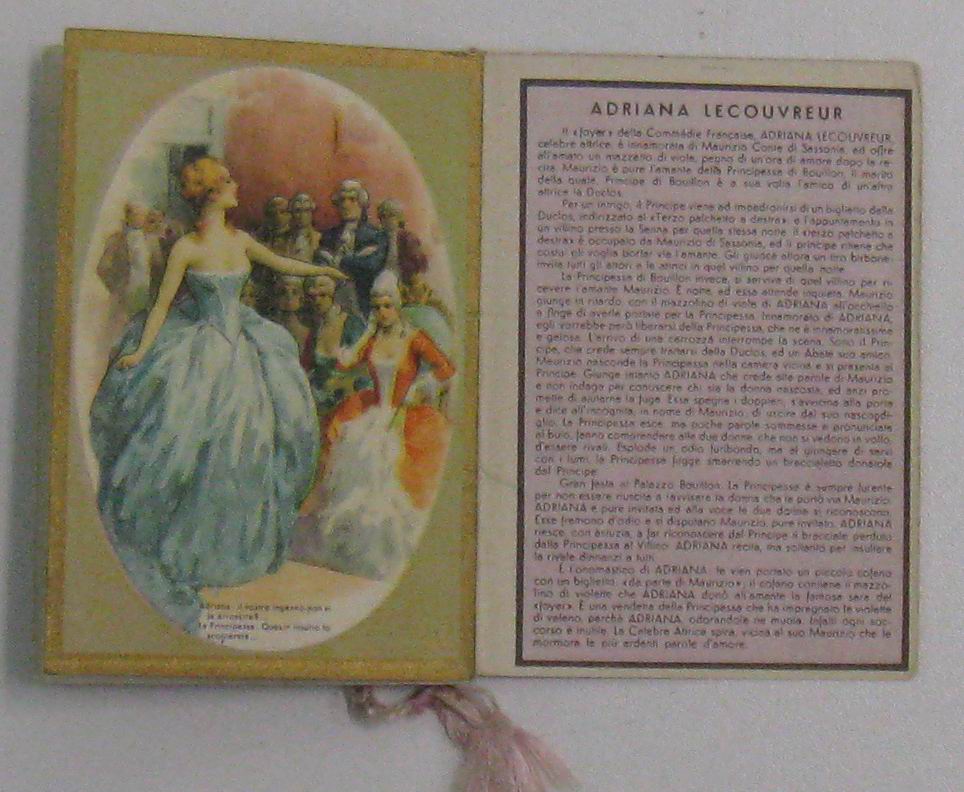 Adriana: il vostro ingegno non vi
La Principessa: Quest'insulto lo
ADRIANA LECOUVREUR
Il «foyer» della Commédie Française, ADRIANA LECOUVREUR,
celebre attrice, è innamorata di Maurizio Conte di Sassonia, ed offre
all'amato un mazzetto di viole, pegno di un'ora di amore dopo la re-
cita. Maurizio è pure l'amante della Principessa di Bouillon, il marito
della quale, Principe di Bouillon è a sua volta l'amico di un'altra
attrice la Duclos.
Per un intrigo, il Principe viene ad impadronirsi di un biglietto della
Duclos, indirizzato al «Terzo palchetto a destra» e l'appuntamento in
un villino presso la Senna per quella stessa notte. Il «terzo palchetto a
destra» è occupato da Maurizio di Sassonia, ed il principe ritiene che
costui gli voglia portar via l'amante. Gli giuoca allora un tiro birbone:
invita tutti gli attori e le attrici in quel villino per quella notte.
La Principessa di Bouillon invece, si serviva di quel villino per ri-
cevere l'amante Maurizio. È notte, ed essa attende inquieta. Maurizio
giunge in ritardo, con il mazzolino di viole di ADRIANA all'occhiello
e finge di averle portate per la Principessa. Innamorato di ADRIANA,
egli vorrebbe però liberarsi della Principessa, che ne è innamoratissima
e gelosa. L'arrivo di una carrozza interrompe la scena. Sono il Prin-
cipe, che crede sempre trattarsi della Duclos, ed un Abate suo amico.
Maurizio nasconde la Principessa nella camera vicina e si presenta al
Principe. Giunge intanto ADRIANA che crede alle parole di Maurizio
e non indaga per conoscere chi sia la donna nascosta, ed anzi pro-
mette di aiutarne la fuga. Essa spegne i doppieri, s'avvicina alla porta
e dice all'incognita, in nome di Maurizio, di uscire dal suo nascondi-
glio. La Principessa esce, ma poche parole sommesse e pronunciate
al buio, fanno comprendere alle due donne, che non si vedono in volto,
d'essere rivali. Esplode un odio furibondo, ma al giungere di servi
con i lumi, la Principessa fugge smarrendo un braccialetto donatole
dal Principe.
Gran festa al Palazzo Bouillon. La Principessa è sempre furente
per non essere riuscita a ravvisare la donna che le portò via Maurizio.
ADRIANA è pure invitata ed alla voce le due donne si riconoscono.
Esse fremono d'odio e si disputano Maurizio, pure invitato. ADRIANA
riesce, con astuzia, a far riconoscere dal Principe il bracciale perduto
dalla Principessa al Villino. ADRIANA recita, ma soltanto per insultare
la rivale dinnanzi a tutti.
È l'onomastico di ADRIANA: le vien portato un piccolo cofano
con un biglietto: «da parte di Maurizio», il cofano contiene il mazzo-
lino di violette che ADRIANA donò all'amante la famosa sera del
«foyer». È una vendetta della Principessa che ha impregnato le violette
di veleno, perchè ADRIANA, odorandole ne muoia. Infatti ogni soc-
corso è inutile. La Celebre Attrice spira, vicina al suo Maurizio che le
mormora le più ardenti parole d'amore.